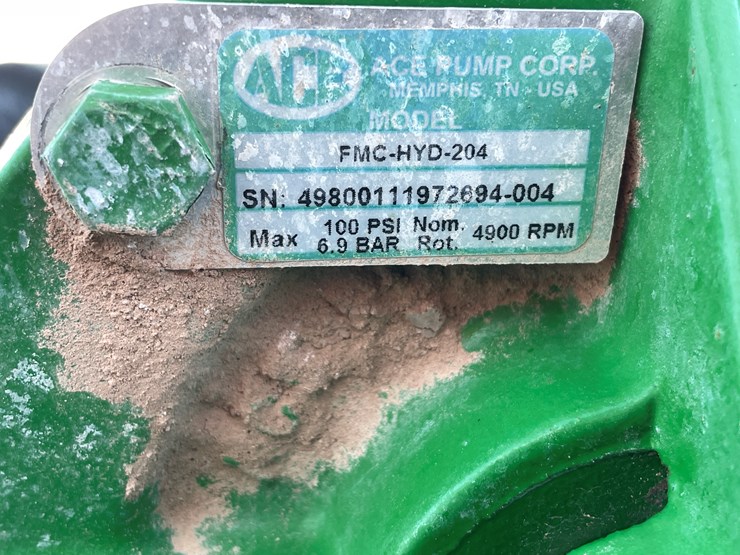 ACE
ACE PUMP CORP.
MEMPHIS, TN - USA
MODEL
FMC-HYD-204
SN: 49800111972694-004
Max 100 PSI Nom. 4900 RPM
6.9 BAR Rot.